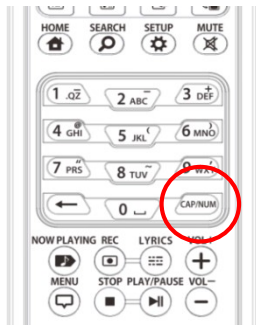 HOME SEARCH SETUP MUTE
1 .QZ 2 ABC 3 DEF
4 GHI 5 JKL 6 MNO
7 PRS 8 TUV 9 WXY
0 CAP/NUM
NOW PLAYING REC LYRICS VOL+
MENU STOP PLAY/PAUSE VOL−